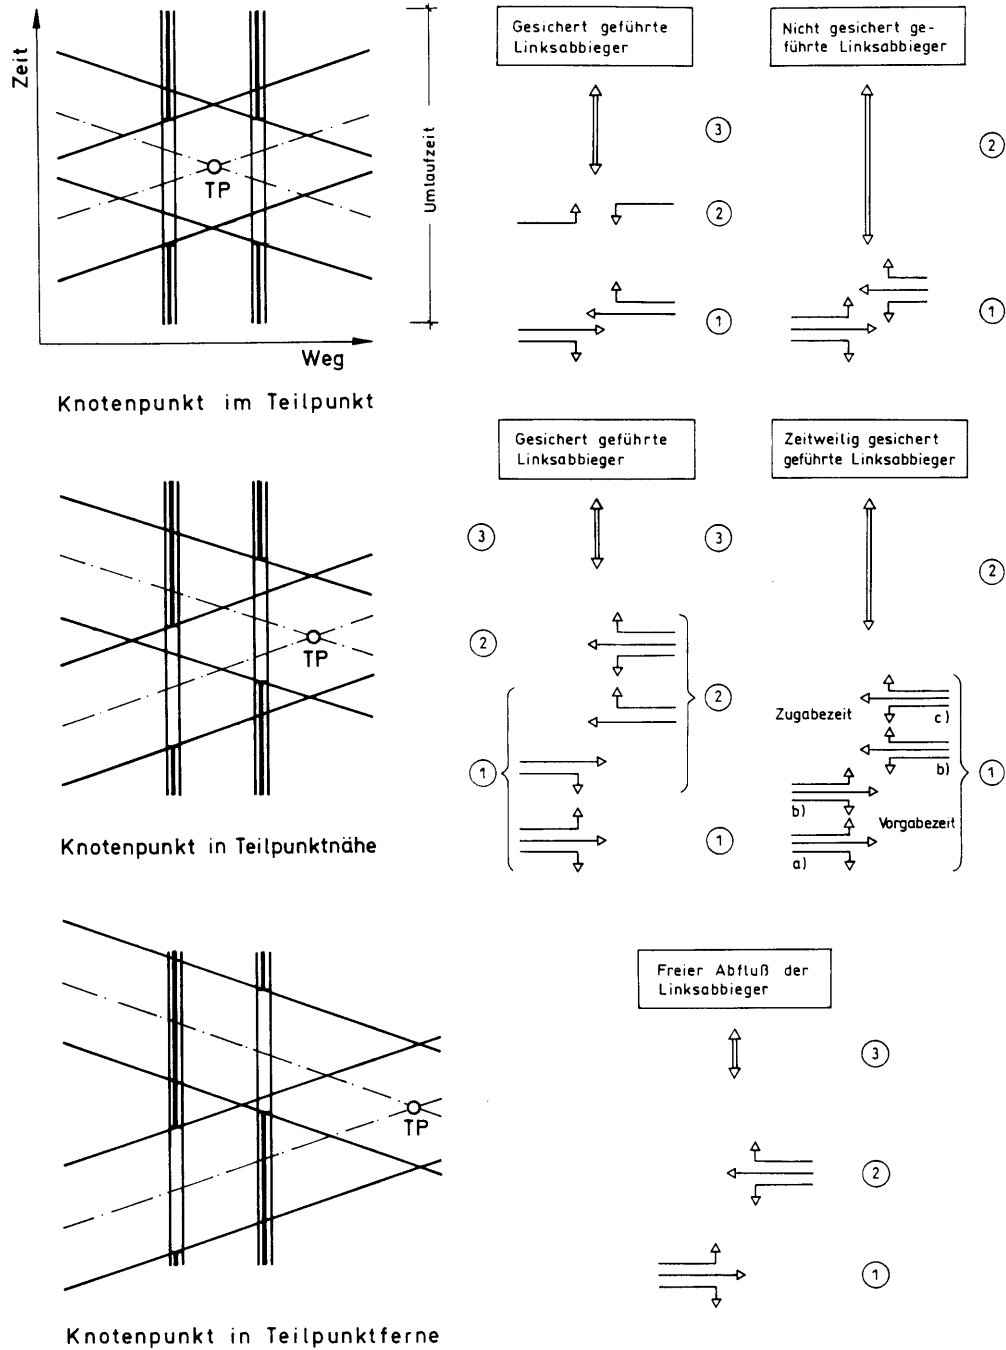 Zeit
TP
Weg
Umlaufzeit
Knotenpunkt im Teilpunkt
Gesichert geführte
Linksabbieger
3
2
1
Nicht gesichert ge-
führte Linksabbieger
2
1
TP
Knotenpunkt in Teilpunktnähe
Gesichert geführte
Linksabbieger
3
3
2
2
1
1
Zeitweilig gesichert
geführte Linksabbieger
2
Zugabezeit
c)
b)
1
b)
Vorgabezeit
a)
TP
Knotenpunkt in Teilpunktferne
Freier Abfluß der
Linksabbieger
3
2
1